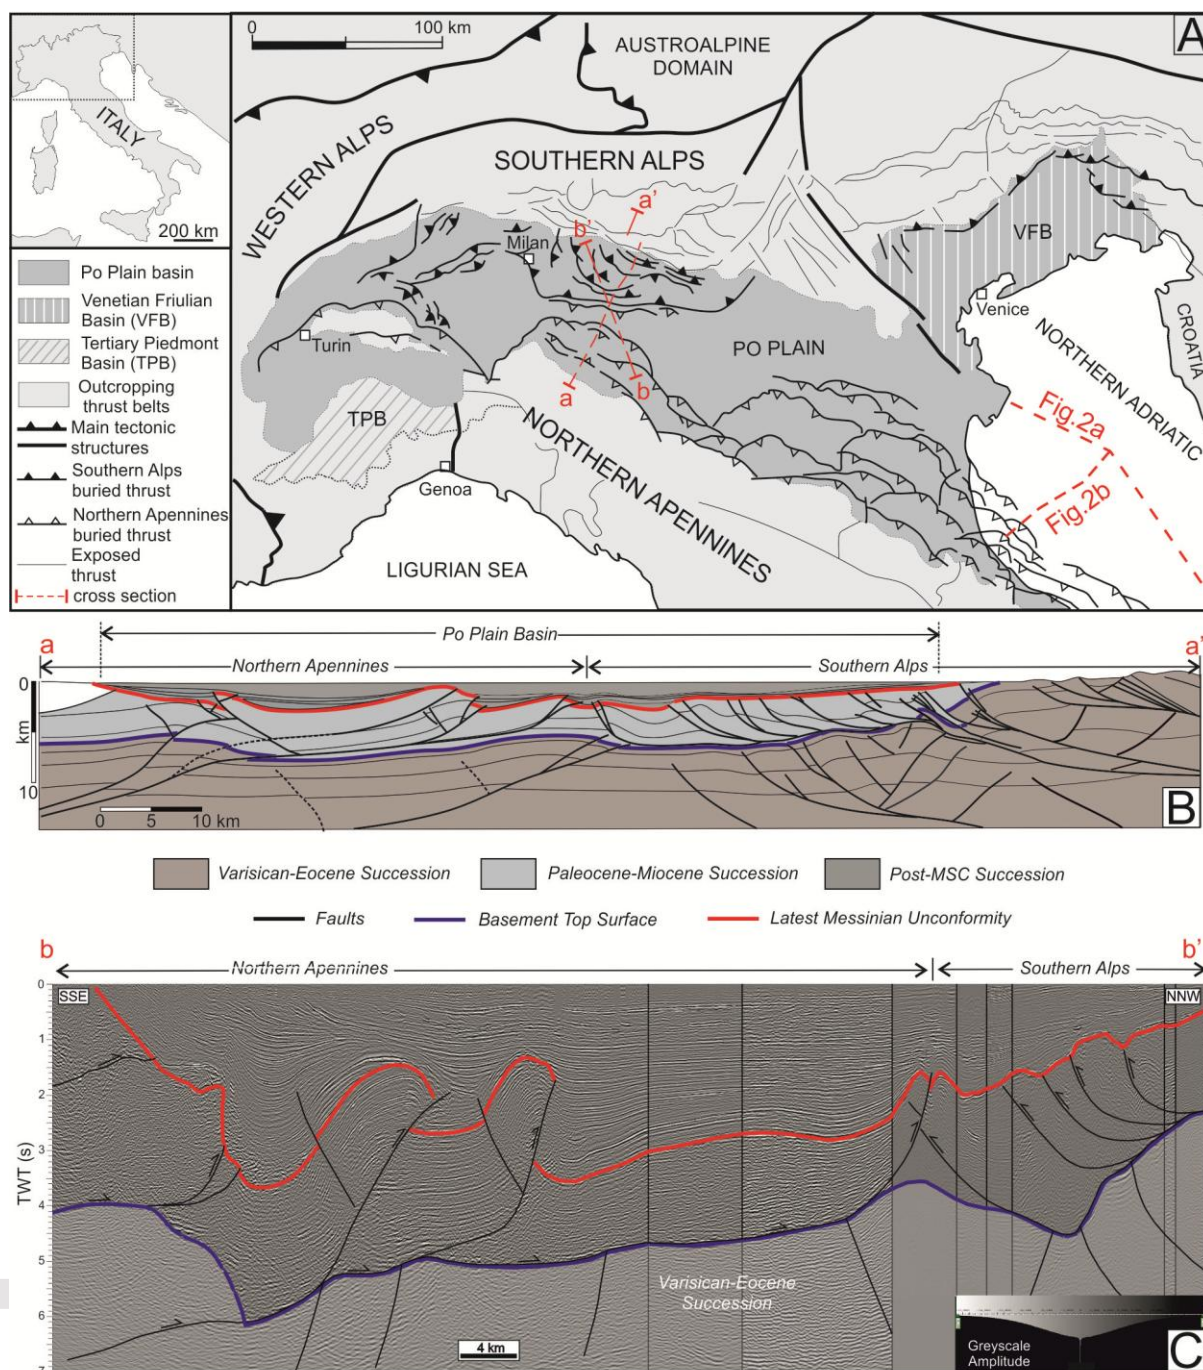 A
0
100 km
AUSTROALPINE
DOMAIN
ITALY
200 km
WESTERN ALPS
SOUTHERN ALPS
a'
b'
Milan
VFB
Venice
CROATIA
Turin
PO PLAIN
NORTHERN ADRIATIC
a
b
TPB
Fig.2a
Fig.2b
Genoa
NORTHERN APENNINES
LIGURIAN SEA
Po Plain basin
Venetian Friulian
Basin (VFB)
Tertiary Piedmont
Basin (TPB)
Outcropping
thrust belts
Main tectonic
structures
Southern Alps
buried thrust
Northern Apennines
buried thrust
Exposed
thrust
cross section
a
Po Plain Basin
a'
Northern Apennines
Southern Alps
0
km
10
0 5 10 km
B
Varisican-Eocene Succession
Paleocene-Miocene Succession
Post-MSC Succession
Faults
Basement Top Surface
Latest Messinian Unconformity
b
b'
Northern Apennines
Southern Alps
SSE
NNW
0
1
2
3
4
5
6
7
TWT (s)
Varisican-Eocene
Succession
4 km
Greyscale
Amplitude
C